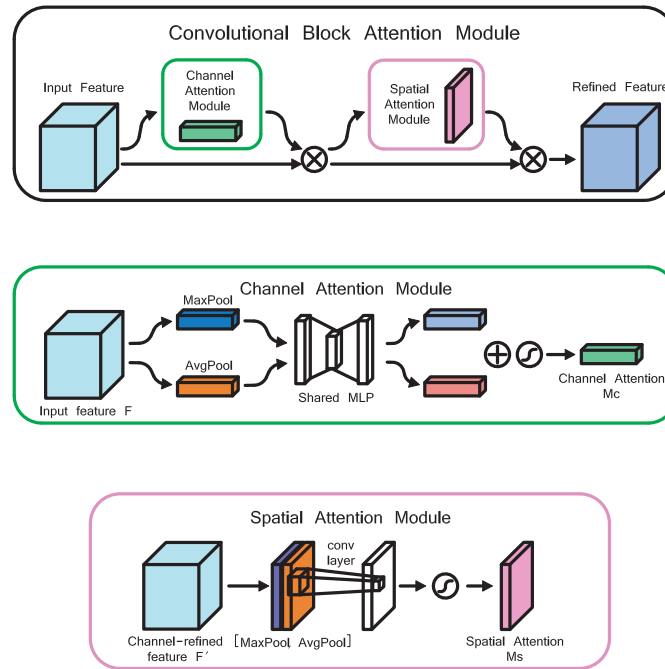 Convolutional Block Attention Module
Input Feature
Channel
Attention
Module
Spatial
Attention
Module
Refined Feature
Channel Attention Module
MaxPool
AvgPool
Input feature F
Shared MLP
Channel Attention
Mc
Spatial Attention Module
conv
layer
Channel-refined
feature F′
[MaxPool, AvgPool]
Spatial Attention
Ms